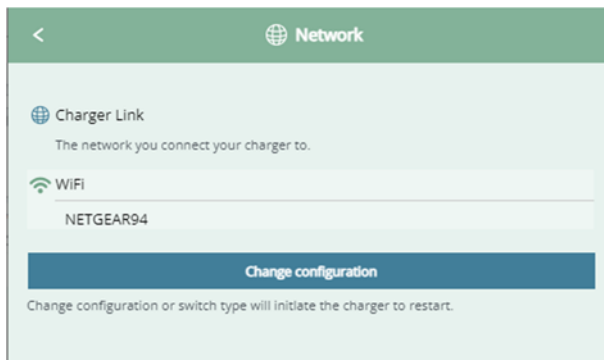 Network
Charger Link
The network you connect your charger to.
WiFi
NETGEAR94
Change configuration
Change configuration or switch type will initiate the charger to restart.